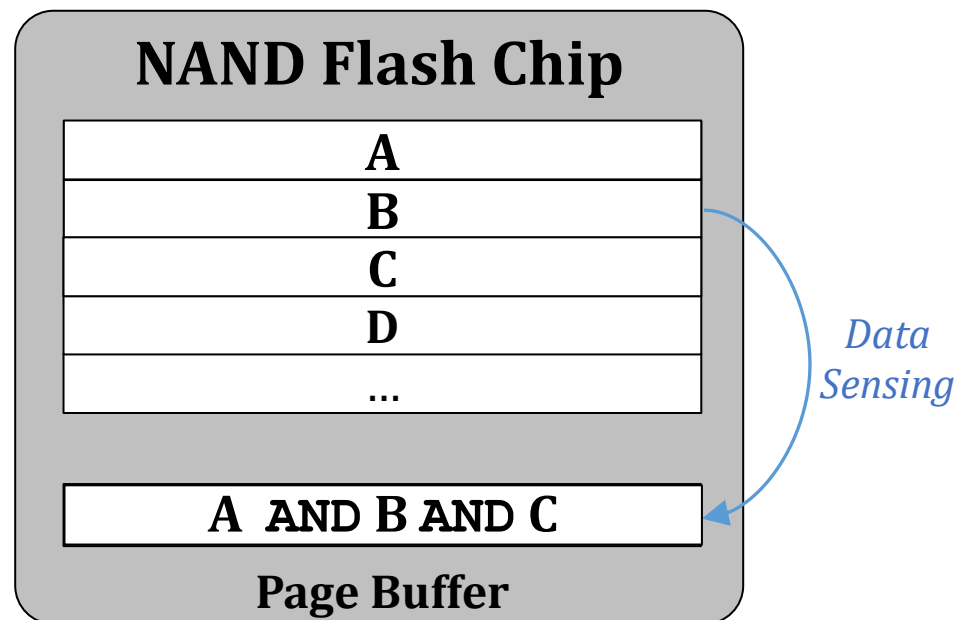 NAND Flash Chip
A
B
C
D
...
Data
Sensing
A AND B AND C
Page Buffer